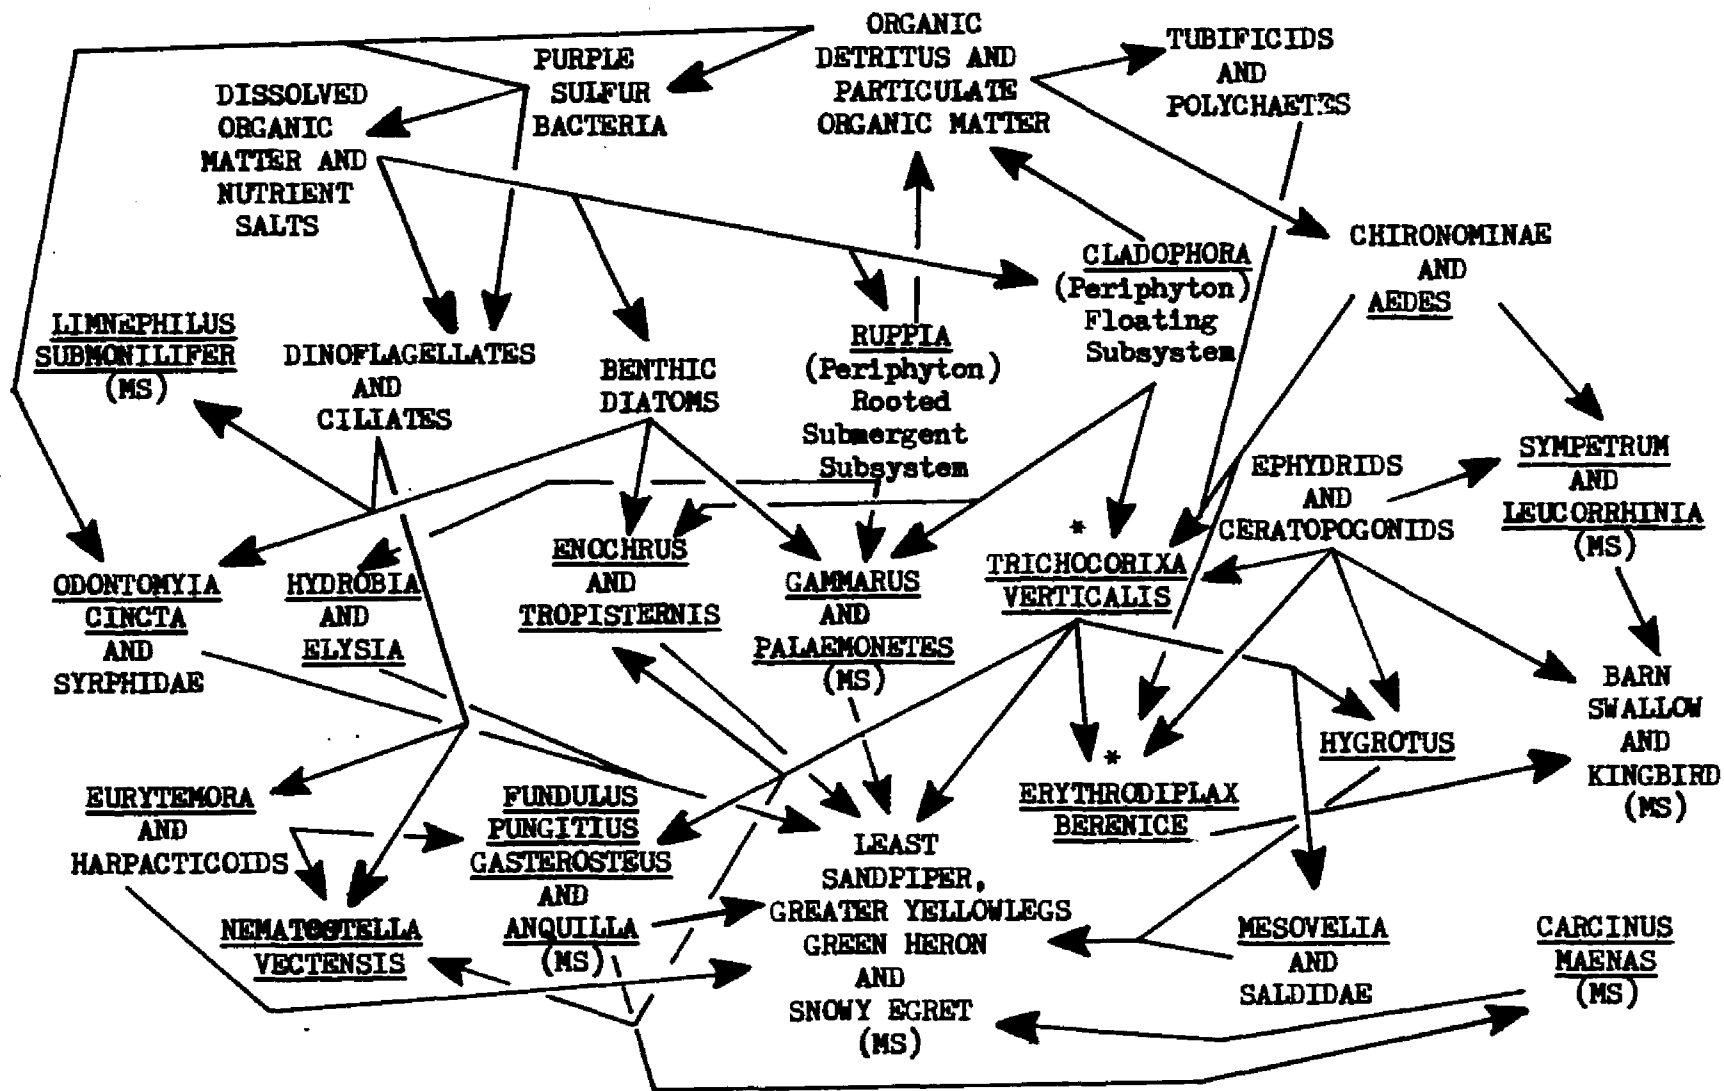 ORGANIC
DETRITUS AND
PARTICULATE
ORGANIC MATTER
TUBIFICIDS
AND
POLYCHAETES
PURPLE
SULFUR
BACTERIA
DISSOLVED
ORGANIC
MATTER AND
NUTRIENT
SALTS
CHIRONOMINAE
AND
AEDES
CLADOPHORA
(Periphyton)
Floating
Subsystem
LIMNEPHILUS
SUBMONILIFER
(MS)
DINOFLAGELLATES
AND
CILIATES
BENTHIC
DIATOMS
RUPPIA
(Periphyton)
Rooted
Submergent
Subsystem
EPHYDRIDS
AND
CERATOPOGONIDS
SYMPETRUM
AND
LEUCORRHINIA
(MS)
ODONTOMYIA
CINCTA
AND
SYRPHIDAE
HYDROBIA
AND
ELYSIA
ENOCHRUS
AND
TROPISTERNIS
GAMMARUS
AND
PALAEMONETES
(MS)
*
TRICHOCORIXA
VERTICALIS
BARN
SWALLOW
AND
KINGBIRD
(MS)
HYGROTUS
*
ERYTHRODIPLAX
BERENICE
EURYTEMORA
AND
HARPACTICOIDS
FUNDULUS
PUNGITIUS
GASTEROSTEUS
AND
ANQUILLA
(MS)
LEAST
SANDPIPER,
GREATER YELLOWLEGS
GREEN HERON
AND
SNOWY EGRET
(MS)
NEMATOSTELLA
VECTENSIS
MESOVELIA
AND
SALDIDAE
CARCINUS
MAENAS
(MS)